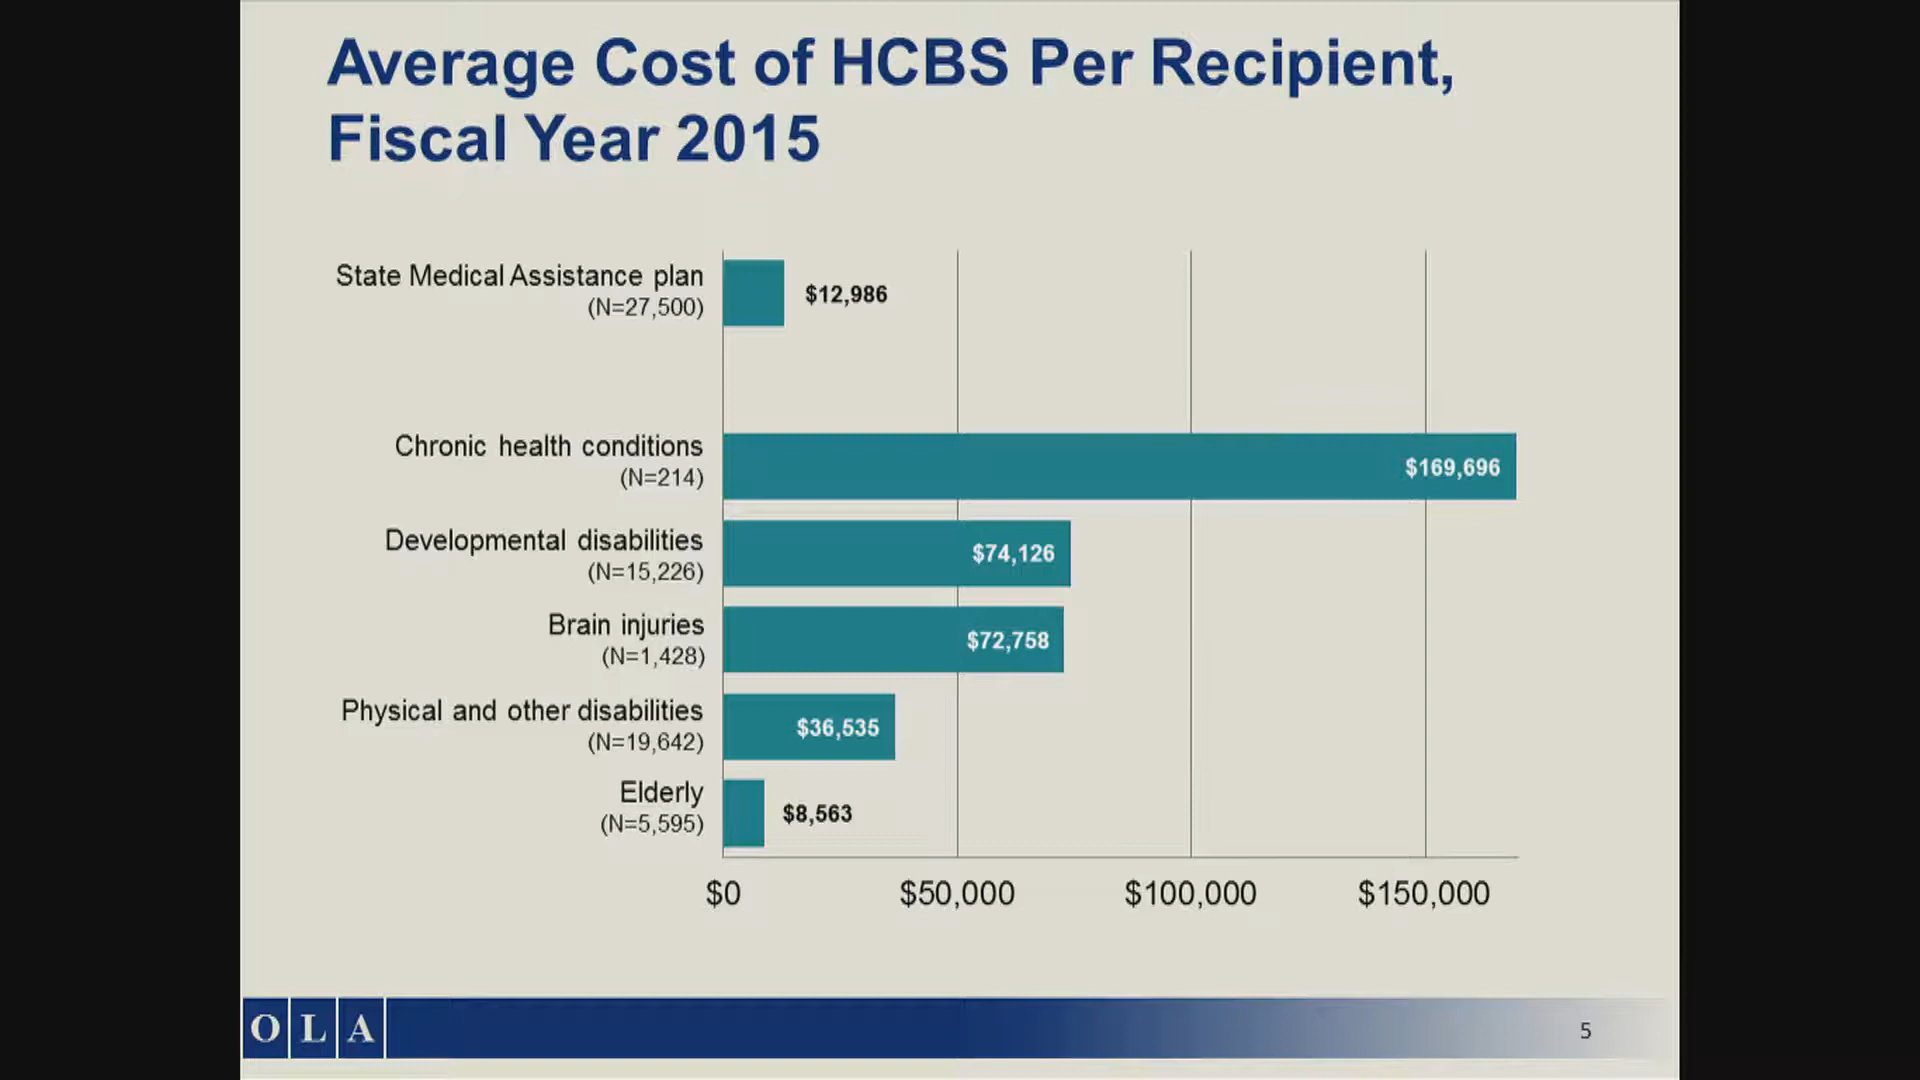 Average Cost of HCBS Per Recipient,
Fiscal Year 2015
State Medical Assistance plan
(N=27,500)
$12,986
Chronic health conditions
(N=214)
$169,696
Developmental disabilities
(N=15,226)
$74,126
Brain injuries
(N=1,428)
$72,758
Physical and other disabilities
(N=19,642)
$36,535
Elderly
(N=5,595)
$8,563
$0 $50,000 $100,000 $150,000
O L A
5